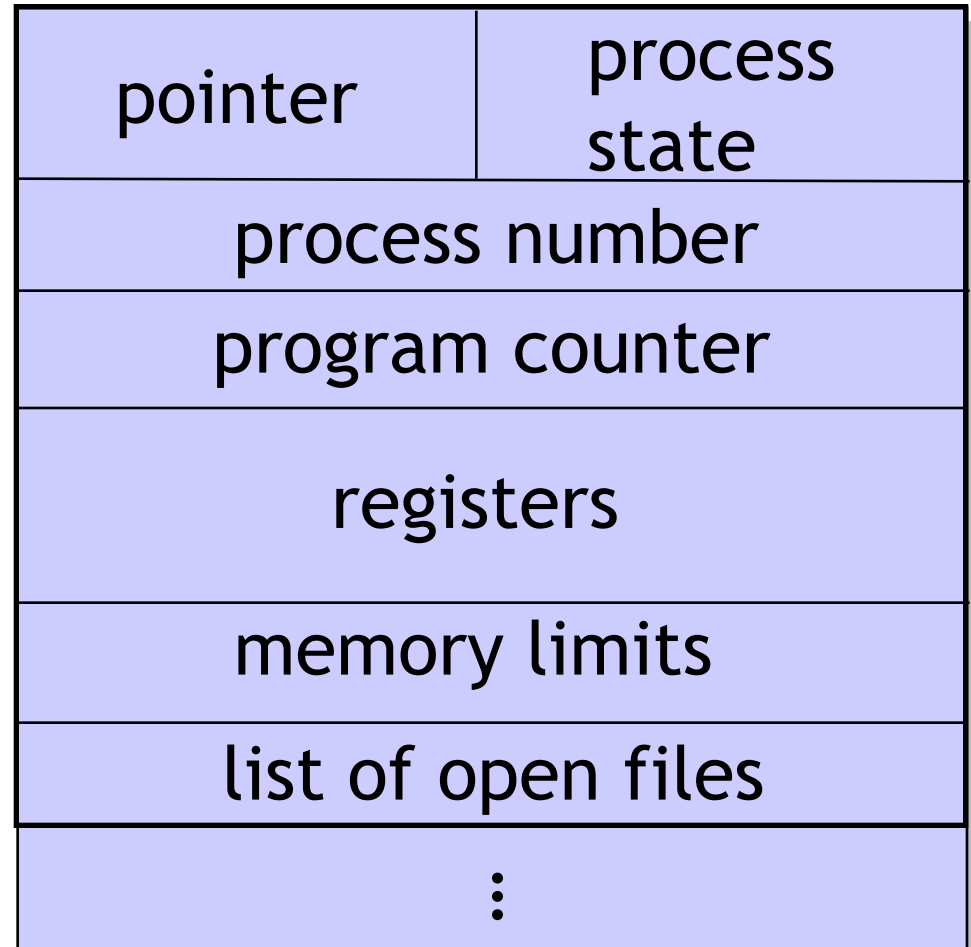 pointer
process
state
process number
program counter
registers
memory limits
list of open files
⋮